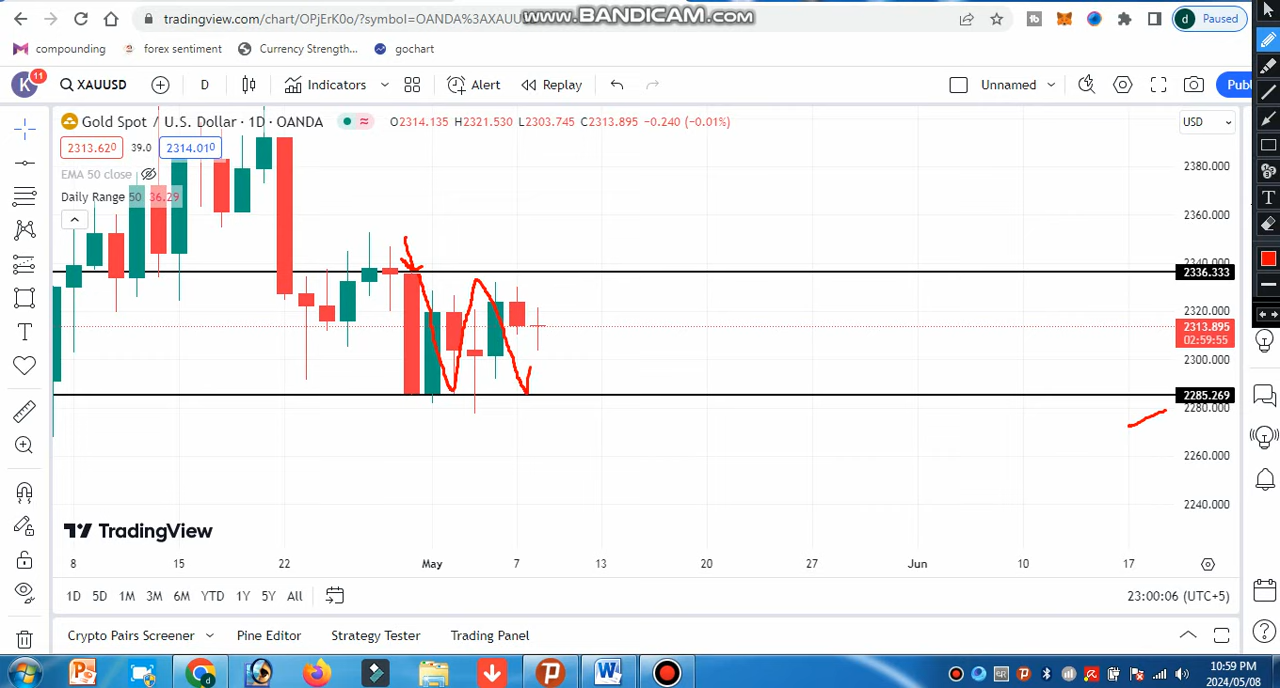 tradingview.com/chart/OPjErK0o/?symbol=OANDA%3AXAUU
www.BANDICAM.com
d Paused
compounding forex sentiment Currency Strength... gochart
K 11 XAUUSD D Indicators Alert Replay Unnamed Publ
Gold Spot / U.S. Dollar · 1D · OANDA O2314.135 H2321.530 L2303.745 C2313.895 −0.240 (−0.01%) USD
2313.620 39.0 2314.010
EMA 50 close
Daily Range 50 36.29
2380.000
2360.000
2340.000
2336.333
2320.000
2313.895
02:59:55
2300.000
2285.269
2280.000
2260.000
2240.000
TradingView
8 15 22 May 7 13 20 27 Jun 10 17
1D 5D 1M 3M 6M YTD 1Y 5Y All 23:00:06 (UTC+5)
Crypto Pairs Screener Pine Editor Strategy Tester Trading Panel
10:59 PM
2024/05/08